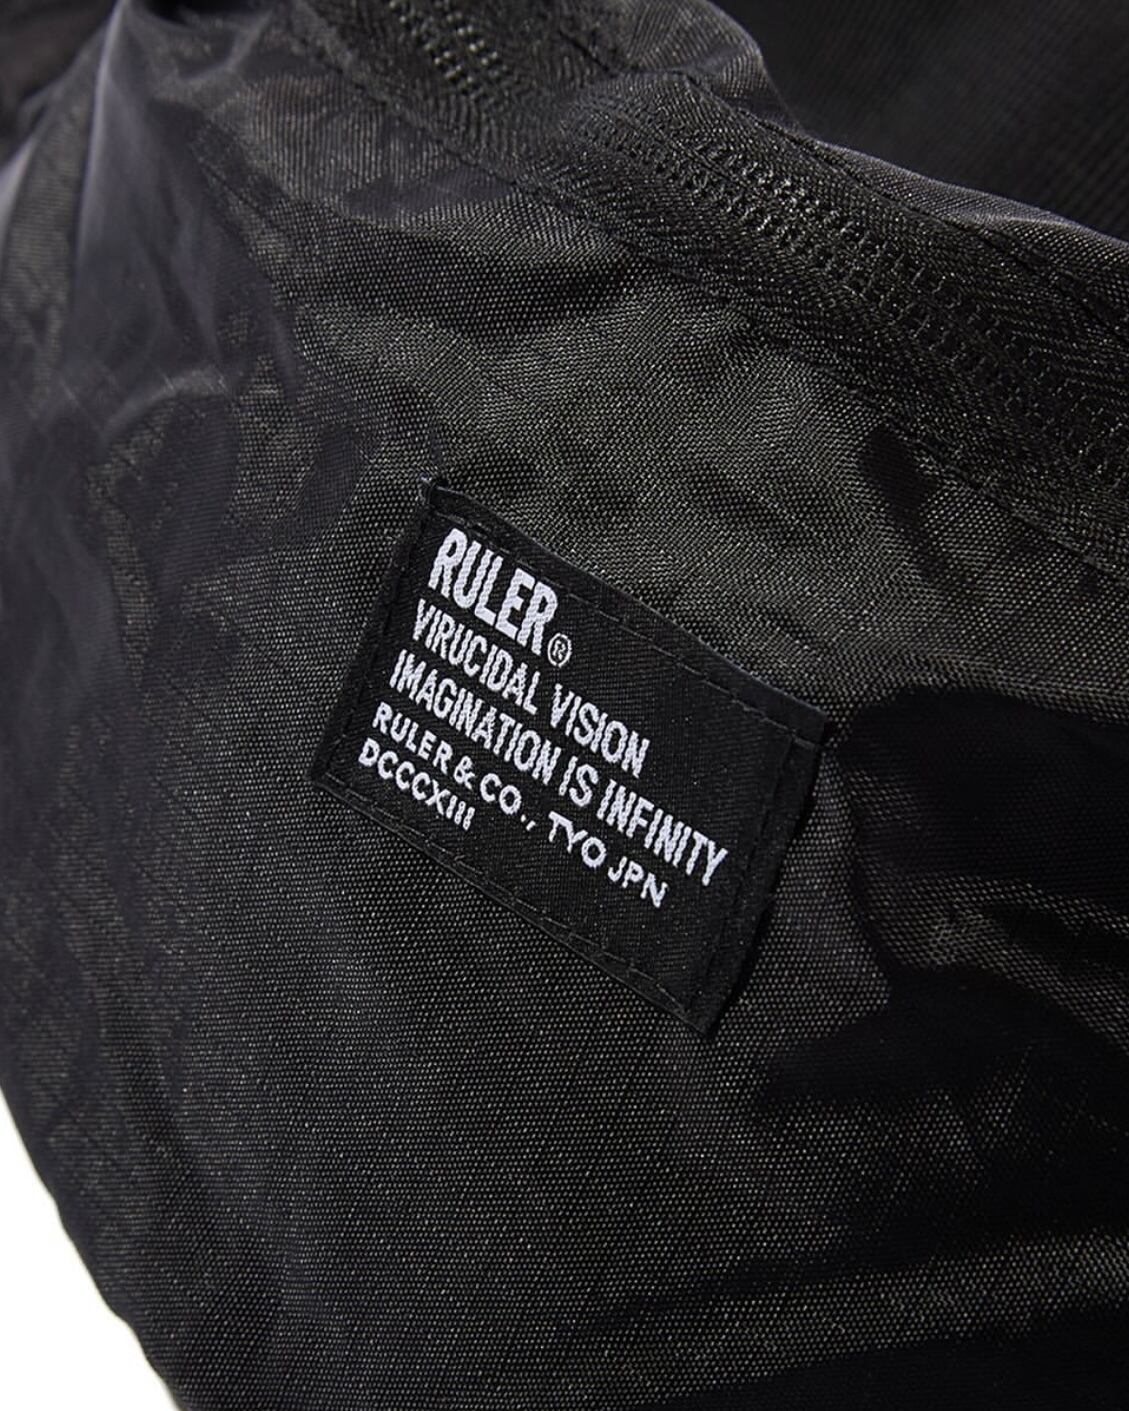 RULER®
VIRUCIDAL VISION
IMAGINATION IS INFINITY
RULER & CO., TYO JPN
DCCCXIII